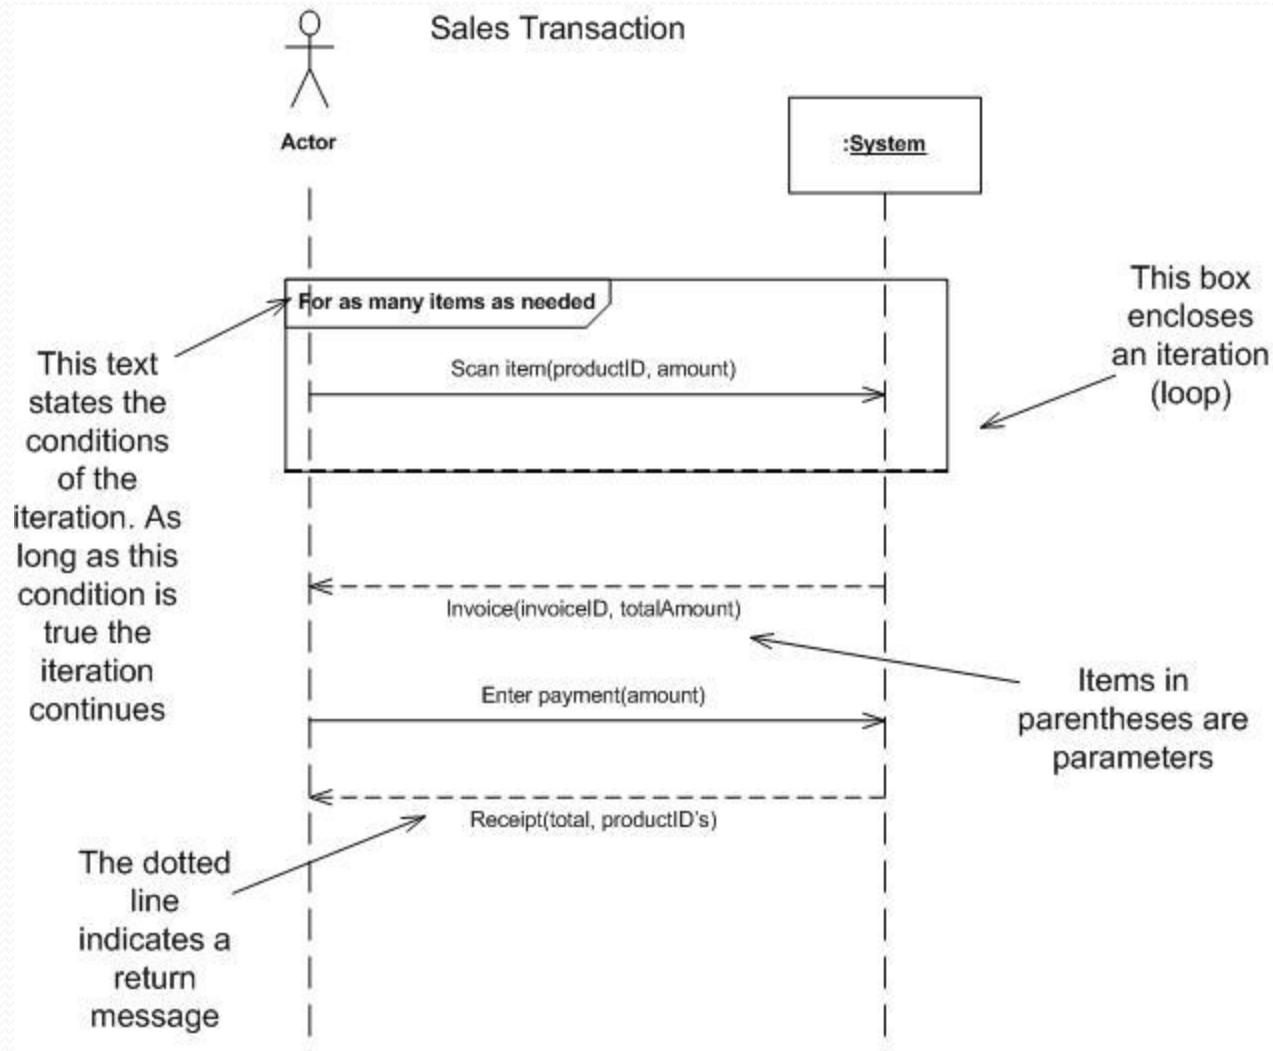 Sales Transaction
Actor
:System
For as many items as needed
Scan item(productID, amount)
This box
encloses
an iteration
(loop)
This text
states the
conditions
of the
iteration. As
long as this
condition is
true the
iteration
continues
Invoice(invoiceID, totalAmount)
Enter payment(amount)
Items in
parentheses are
parameters
Receipt(total, productID's)
The dotted
line
indicates a
return
message